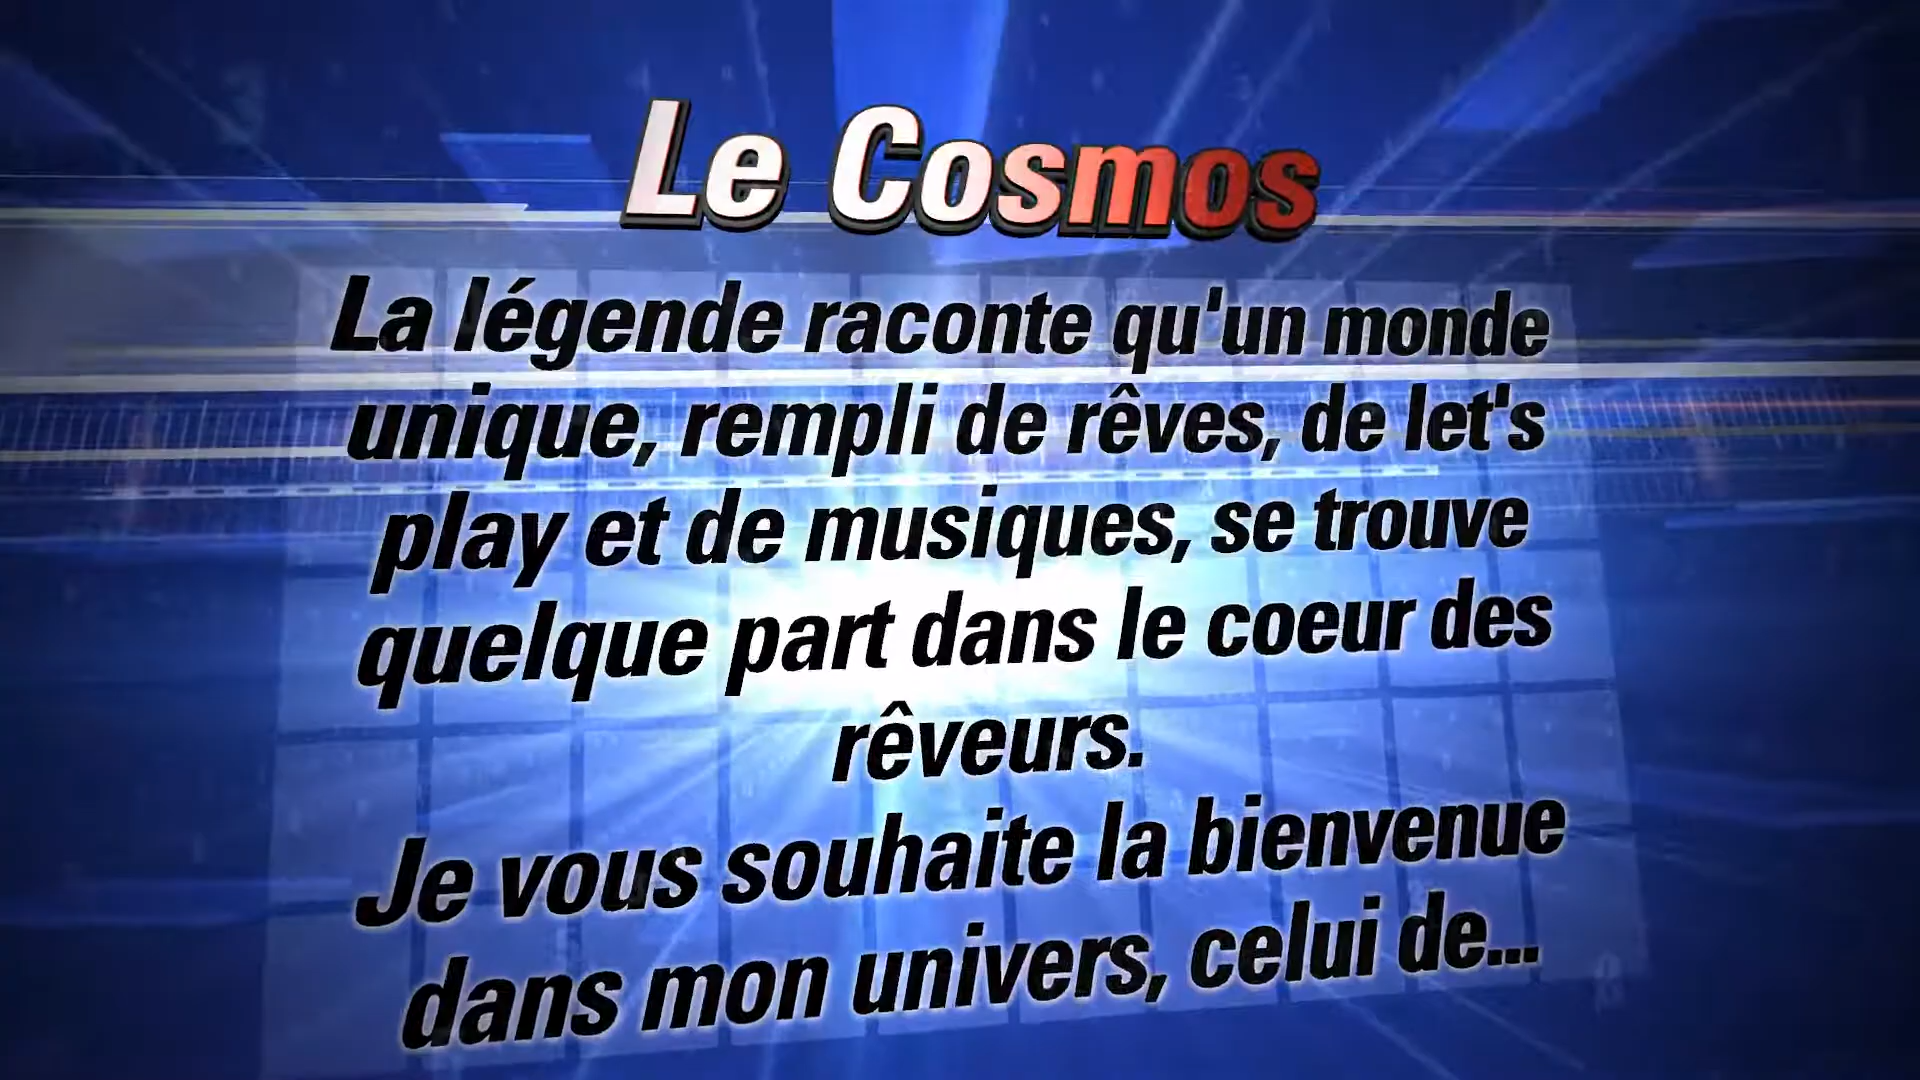 Le Cosmos
La légende raconte qu'un monde
unique, rempli de rêves, de let's
play et de musiques, se trouve
quelque part dans le coeur des
rêveurs.
Je vous souhaite la bienvenue
dans mon univers, celui de...